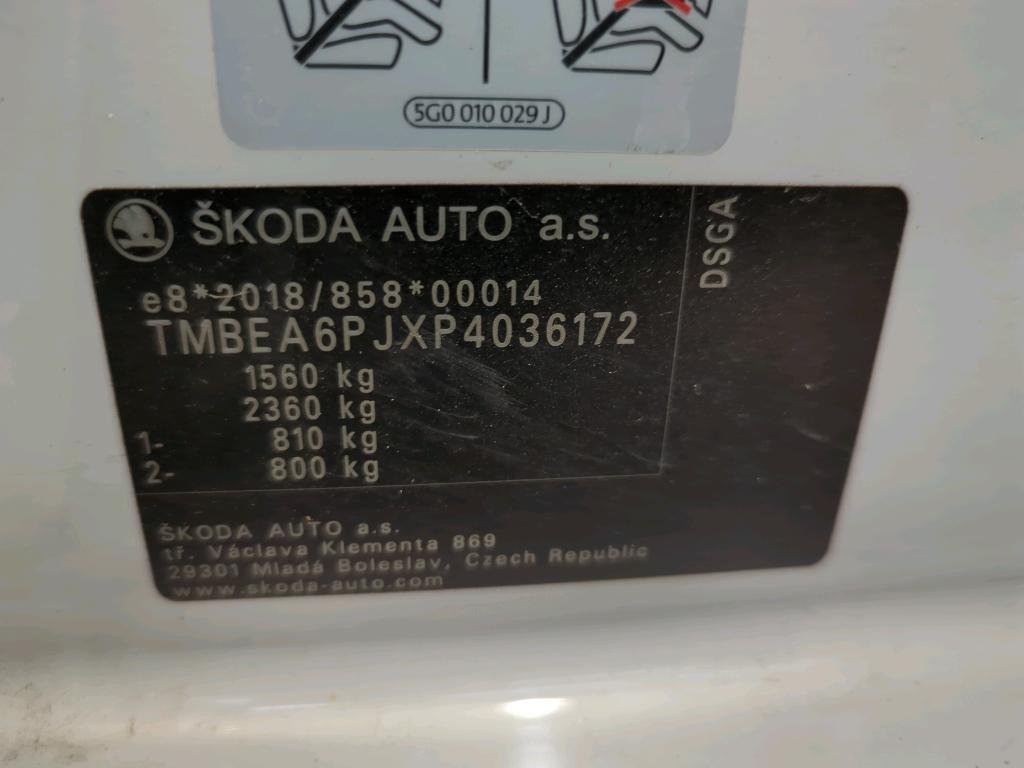 5G0 010 029 J
ŠKODA AUTO a.s.
DSGA
e8*2018/858*00014
TMBEA6PJXP4036172
1560 kg
2360 kg
1- 810 kg
2- 800 kg
ŠKODA AUTO a.s.
tř. Václava Klementa 869
29301 Mladá Boleslav, Czech Republic
www.skoda-auto.com